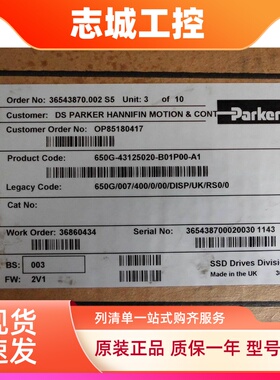 志城工控
Order No: 36543870.002 S5 Unit: 3 of 10
Customer: DS PARKER HANNIFIN MOTION & CONT
Parker
Customer Order No: OP85180417
Product Code: 650G-43125020-B01P00-A1
Legacy Code: 650G/007/400/0/00/DISP/UK/RS0/0
Cat No:
Work Order: 36860434 Serial No: 365438700020030 1143
BS: 003
SSD Drives Divisi
FW: 2V1
Made in the UK
现货直发
列清单一站式购齐服务
原装正品 质保一年 型号